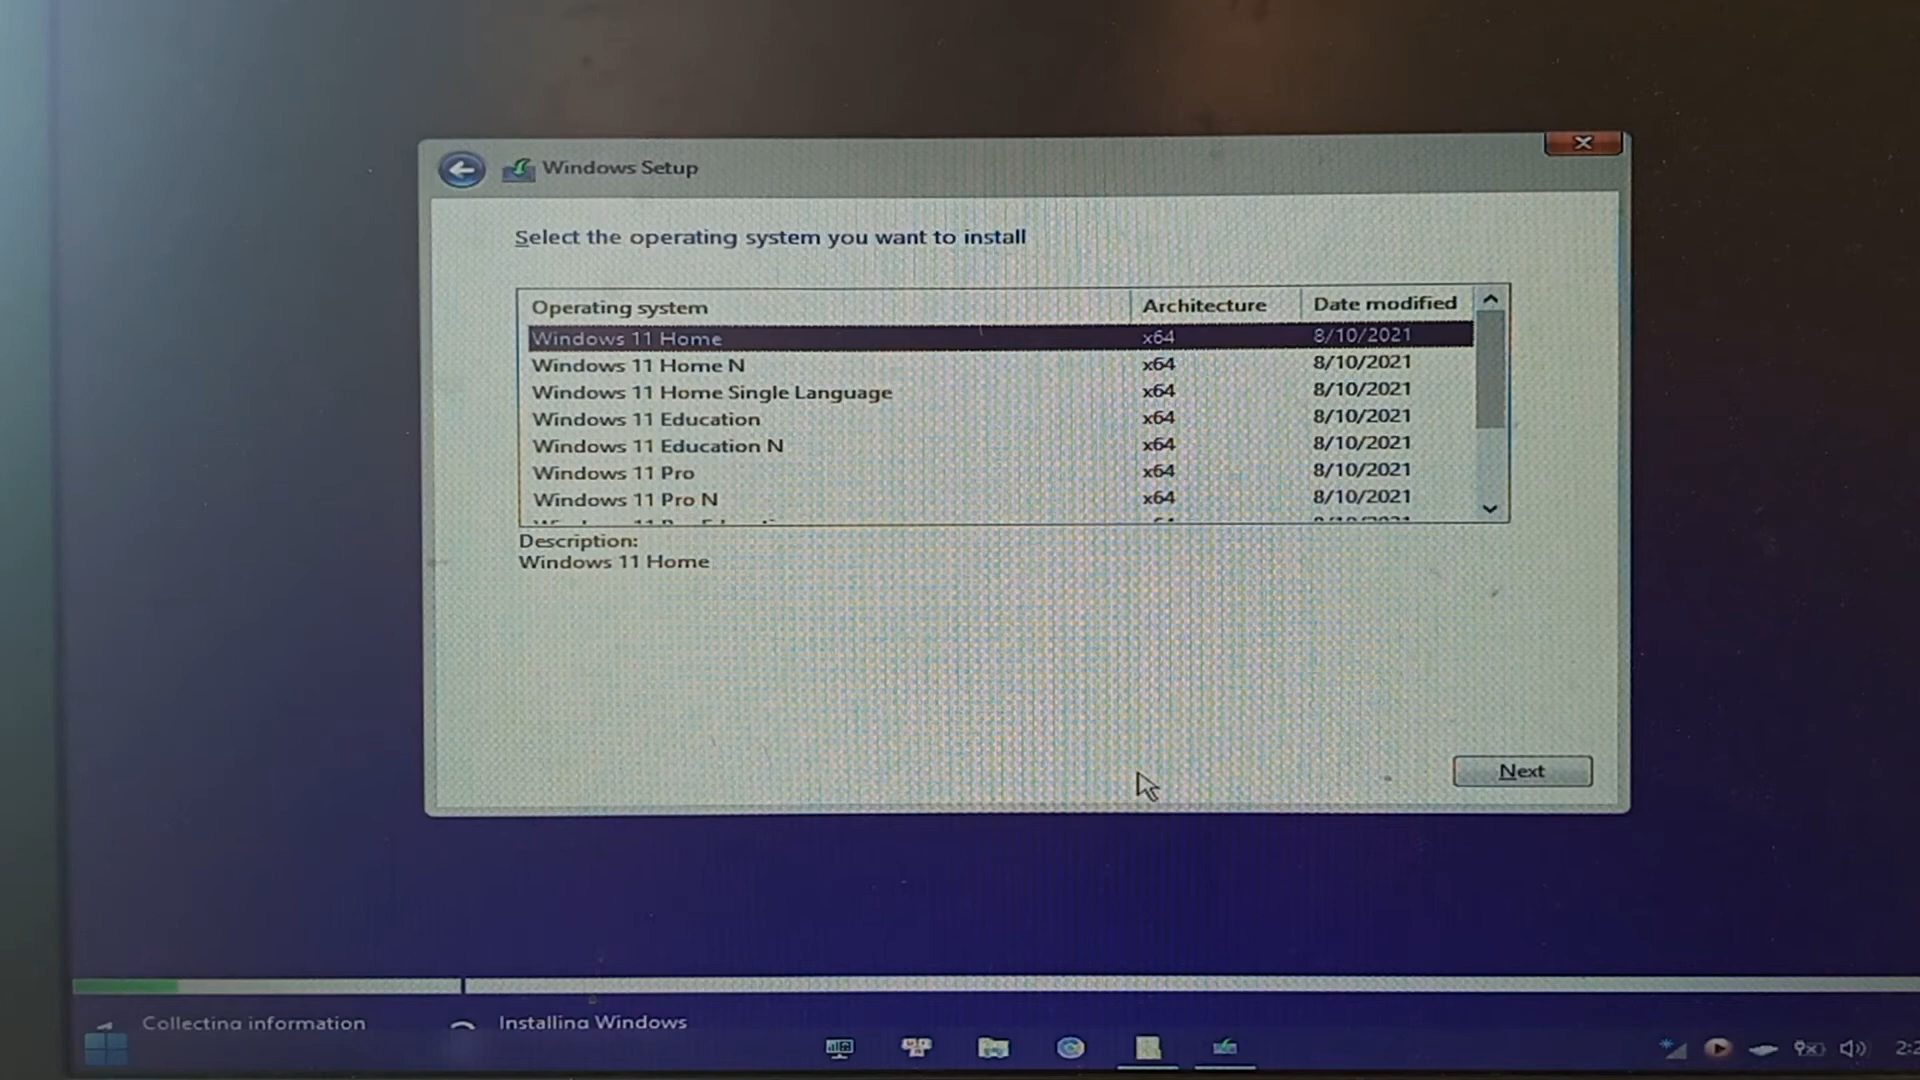 Windows Setup
Select the operating system you want to install
Operating system Architecture Date modified
Windows 11 Home x64 8/10/2021
Windows 11 Home N x64 8/10/2021
Windows 11 Home Single Language x64 8/10/2021
Windows 11 Education x64 8/10/2021
Windows 11 Education N x64 8/10/2021
Windows 11 Pro x64 8/10/2021
Windows 11 Pro N x64 8/10/2021
Description:
Windows 11 Home
Next
Collecting information Installing Windows